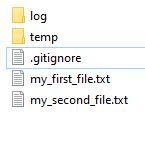 log
temp
.gitignore
my_first_file.txt
my_second_file.txt